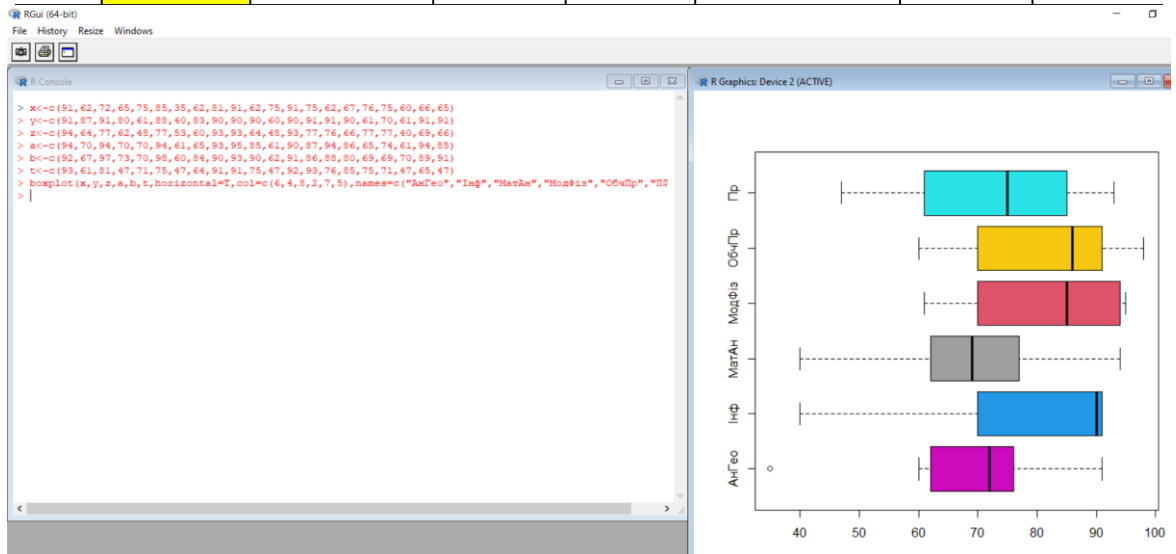 RGui (64-bit)
File History Resize Windows
R Console
> x<-c(91,62,72,65,75,85,35,62,81,91,62,75,91,75,62,67,76,75,60,66,65)
> y<-c(91,87,91,80,61,88,40,83,90,90,90,60,90,91,91,90,61,70,61,91,91)
> z<-c(94,64,77,62,48,77,53,60,93,93,64,48,93,77,76,66,77,77,40,69,66)
> a<-c(94,70,94,70,70,94,61,65,93,95,85,61,90,87,94,86,65,74,61,94,85)
> b<-c(92,67,97,73,70,98,60,84,90,93,90,62,91,86,88,80,69,69,70,89,91)
> t<-c(93,61,81,47,71,75,47,64,91,91,75,47,92,93,76,85,75,71,47,65,47)
> boxplot(x,y,z,a,b,t,horizontal=T,col=c(6,4,8,2,7,5),names=c("АнГео","Інф","МатАн","МодФіз","ОбчПр","П$
>
R Graphics: Device 2 (ACTIVE)
Пр
ОбчПр
МодФіз
МатАн
Інф
АнГео
40 50 60 70 80 90 100